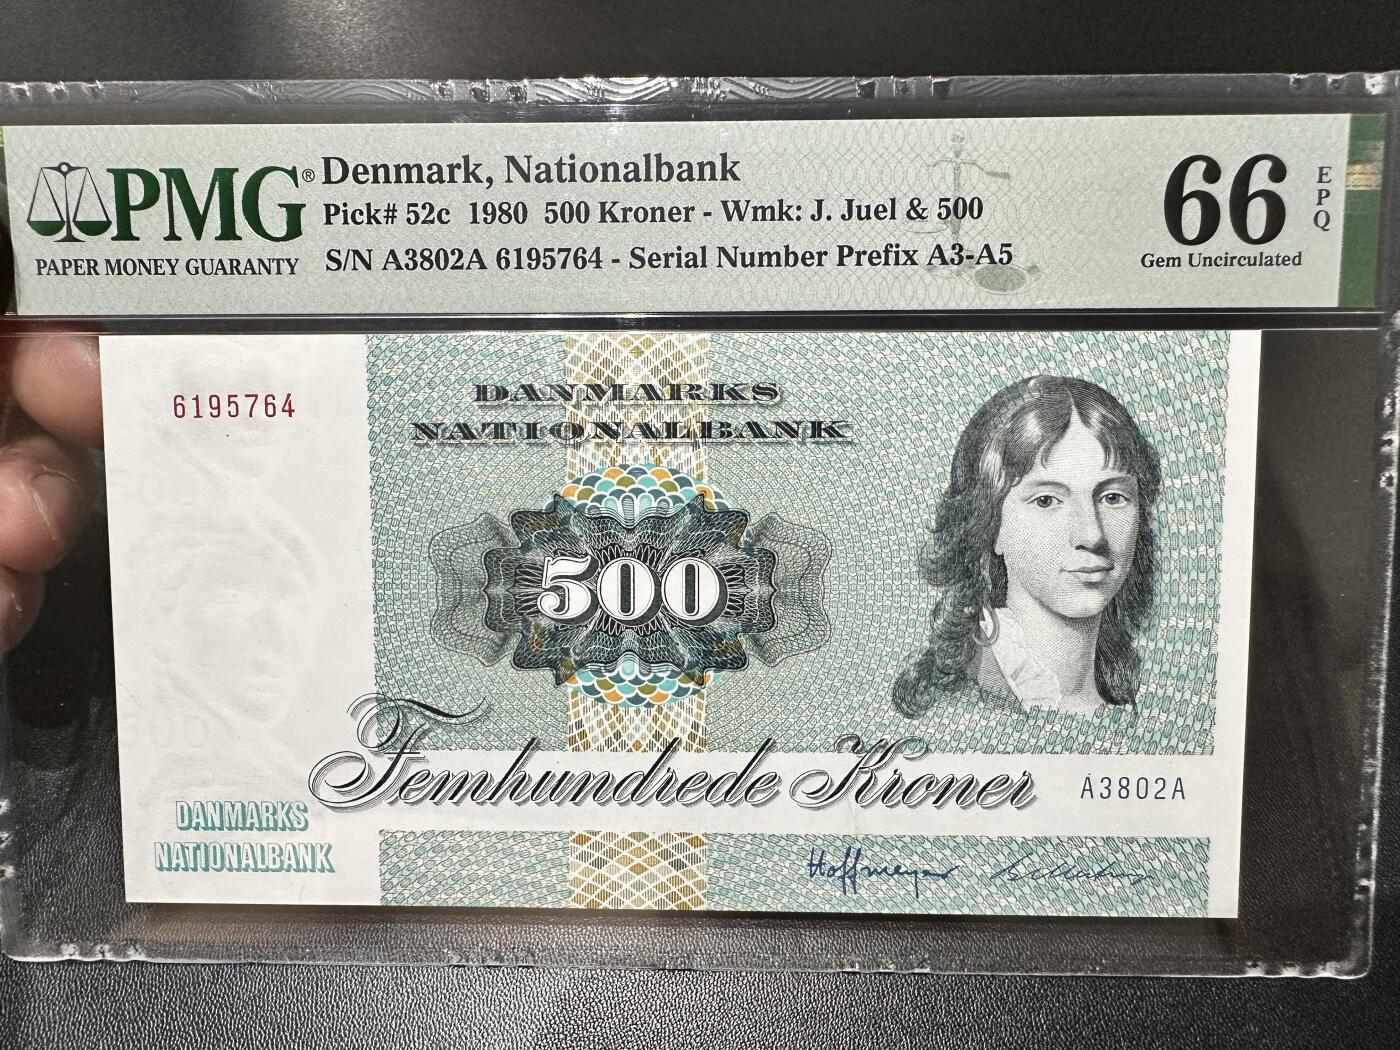 PMG®
PAPER MONEY GUARANTY
Denmark, Nationalbank
Pick# 52c 1980 500 Kroner - Wmk: J. Juel & 500
S/N A3802A 6195764 - Serial Number Prefix A3-A5
66
EPQ
Gem Uncirculated
6195764
DANMARKS
NATIONALBANK
500
Femhundrede Kroner
A3802A
DANMARKS
NATIONALBANK
Hoffmeyer